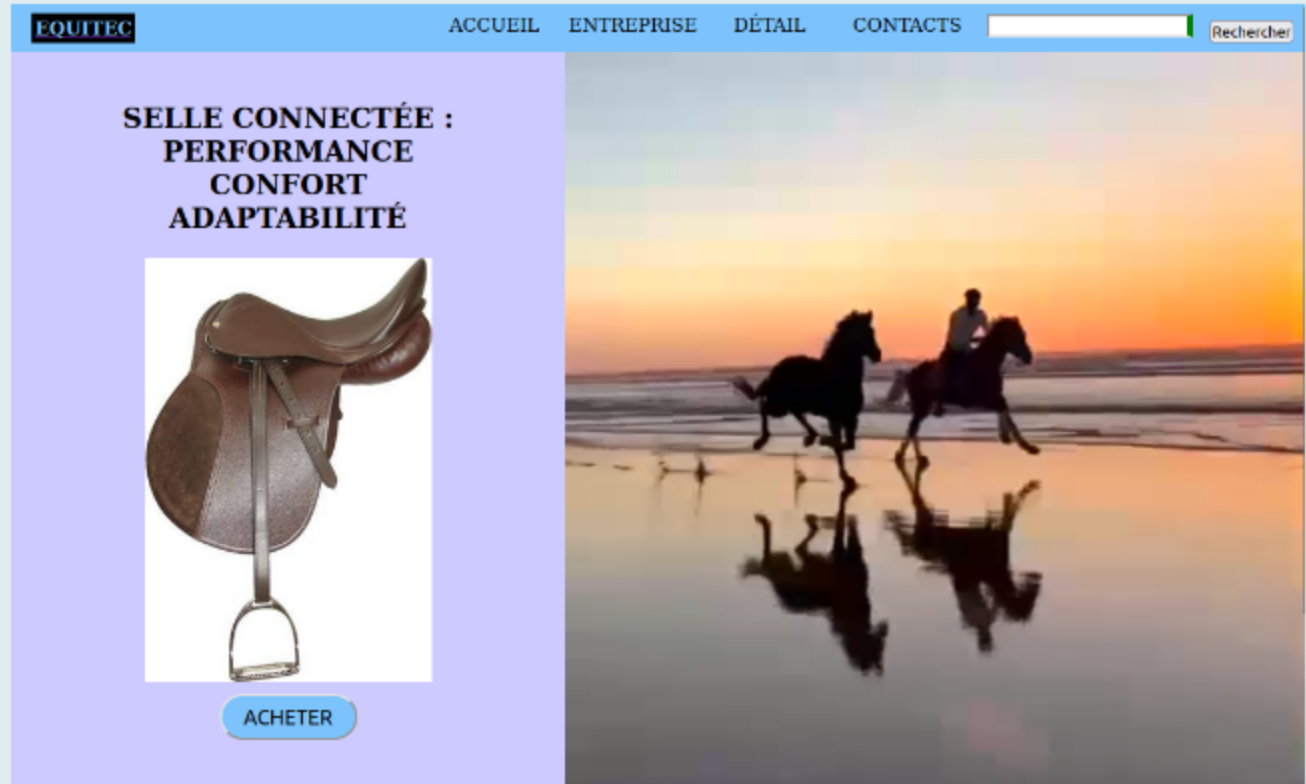 EQUITEC
ACCUEIL ENTREPRISE DÉTAIL CONTACTS
Rechercher
SELLE CONNECTÉE :
PERFORMANCE
CONFORT
ADAPTABILITÉ
ACHETER